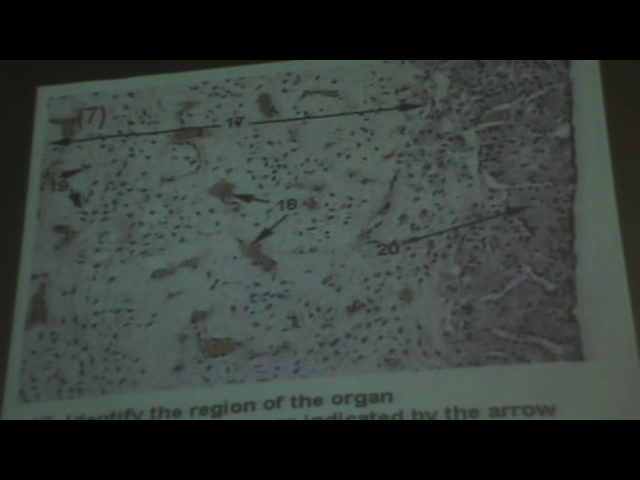 (7)
17
19
18
20
Identify the region of the organ
indicated by the arrow